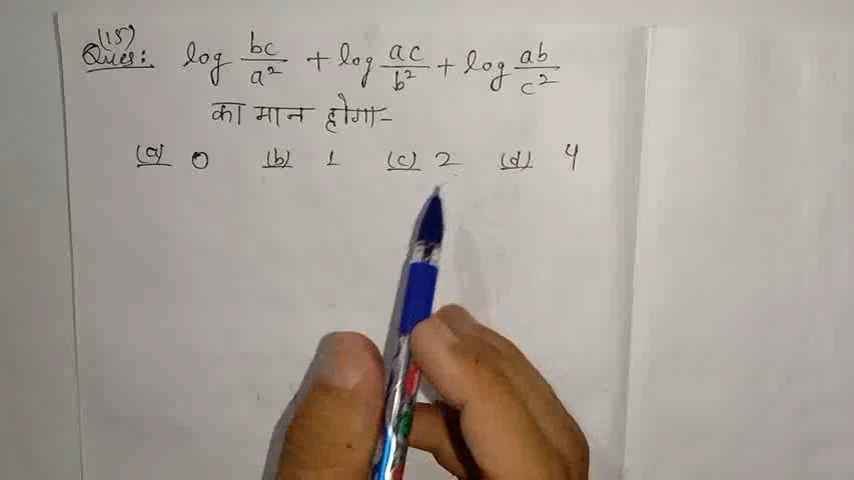 (15)
Ques:. log bc/a² + log ac/b² + log ab/c²
का मान होगा-
(a) 0 (b) 1 (c) 2 (d) 4